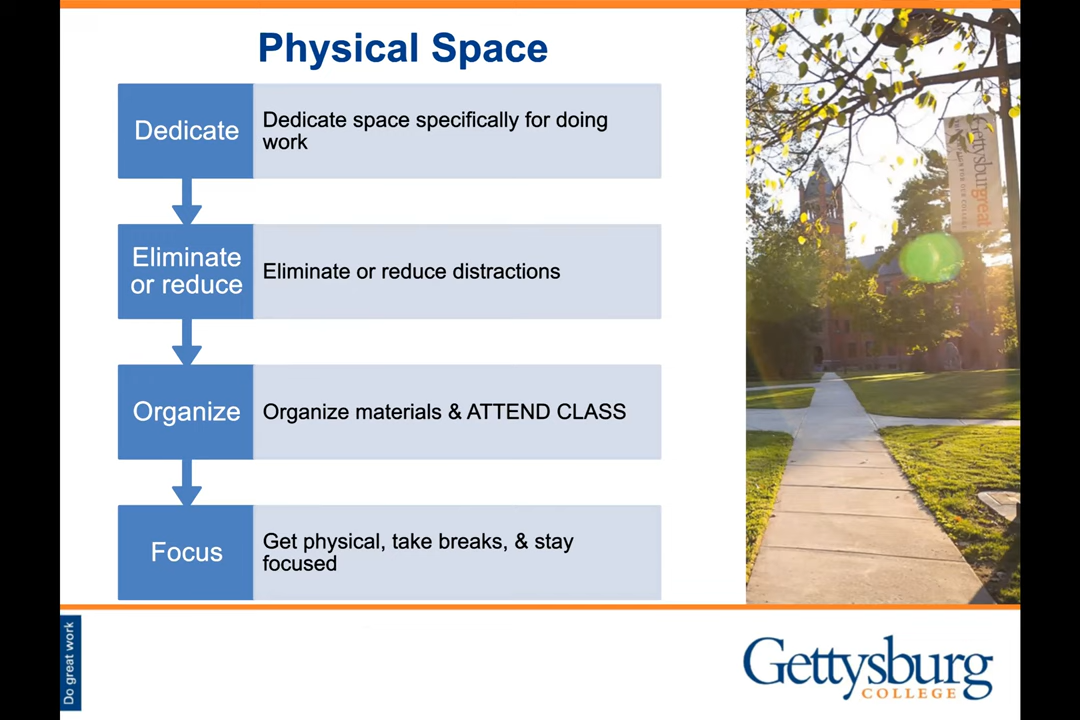 Physical Space
Dedicate
Dedicate space specifically for doing
work
Eliminate
or reduce
Eliminate or reduce distractions
Organize
Organize materials & ATTEND CLASS
Focus
Get physical, take breaks, & stay
focused
Gettysburgreat
Do great work
Gettysburg
COLLEGE